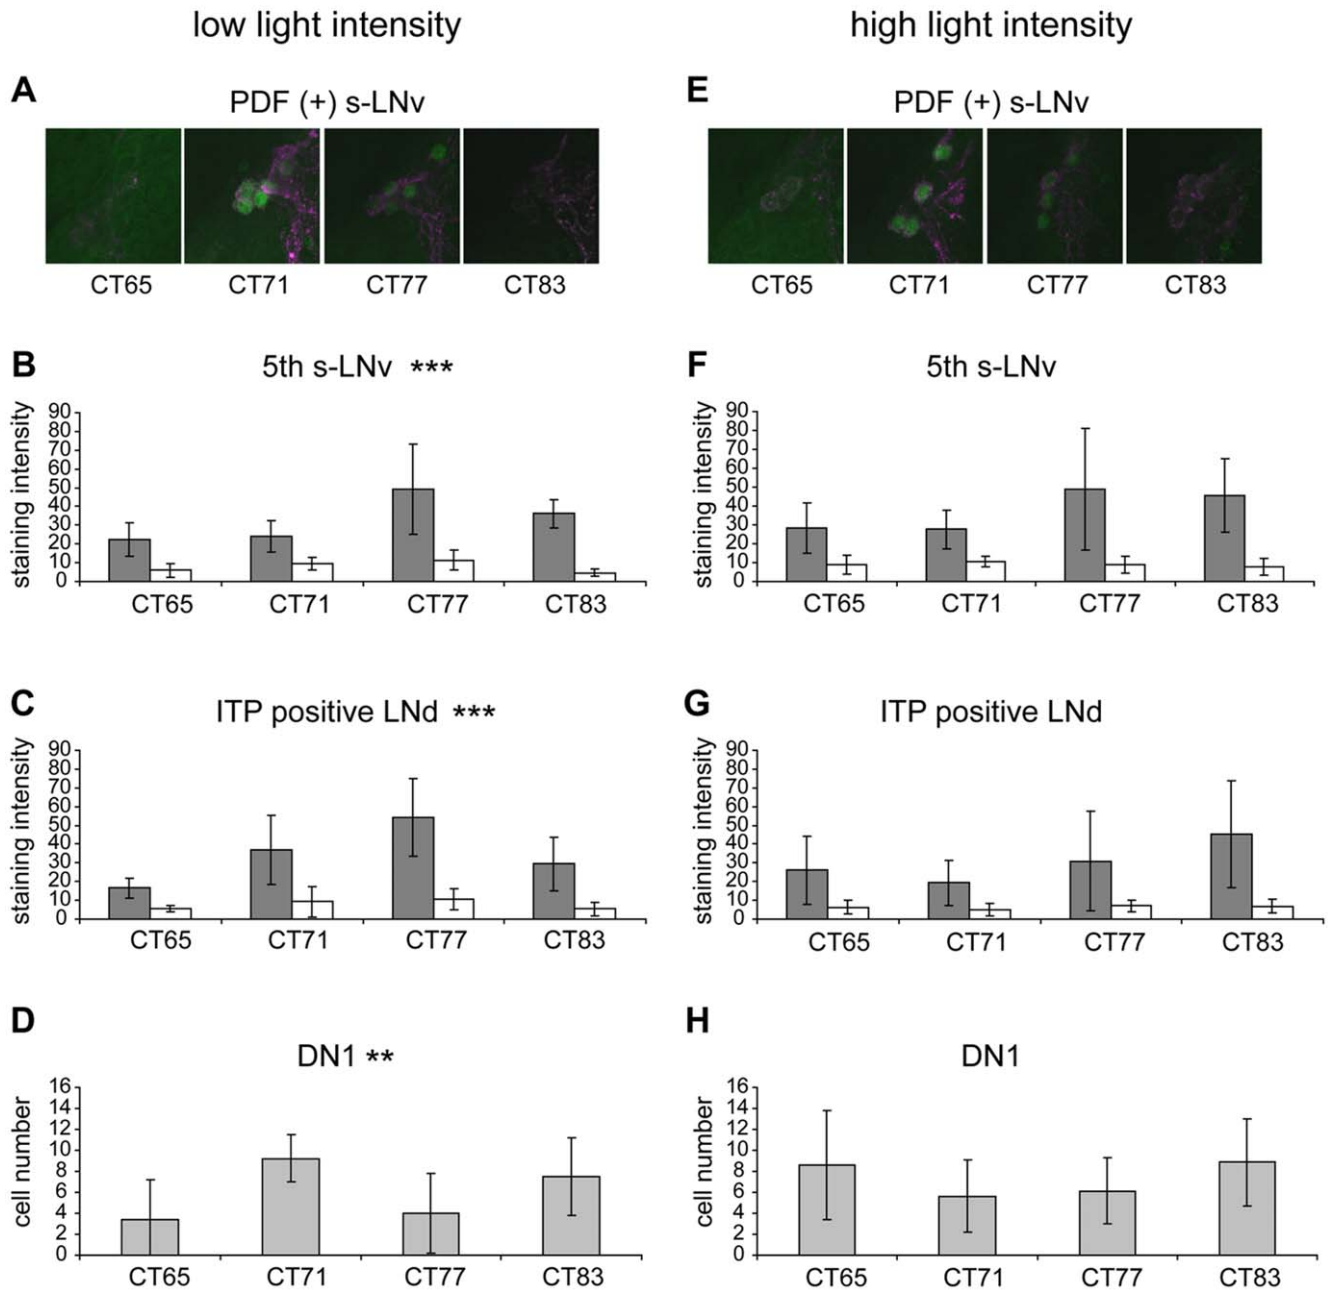 low light intensity
high light intensity
A
PDF (+) s-LNv
CT65 CT71 CT77 CT83
E
PDF (+) s-LNv
CT65 CT71 CT77 CT83
B
5th s-LNv ***
staining intensity
90
80
70
60
50
40
30
20
10
0
CT65 CT71 CT77 CT83
F
5th s-LNv
staining intensity
90
80
70
60
50
40
30
20
10
0
CT65 CT71 CT77 CT83
C
ITP positive LNd ***
staining intensity
90
80
70
60
50
40
30
20
10
0
CT65 CT71 CT77 CT83
G
ITP positive LNd
staining intensity
90
80
70
60
50
40
30
20
10
0
CT65 CT71 CT77 CT83
D
DN1 **
cell number
16
14
12
10
8
6
4
2
0
CT65 CT71 CT77 CT83
H
DN1
cell number
16
14
12
10
8
6
4
2
0
CT65 CT71 CT77 CT83